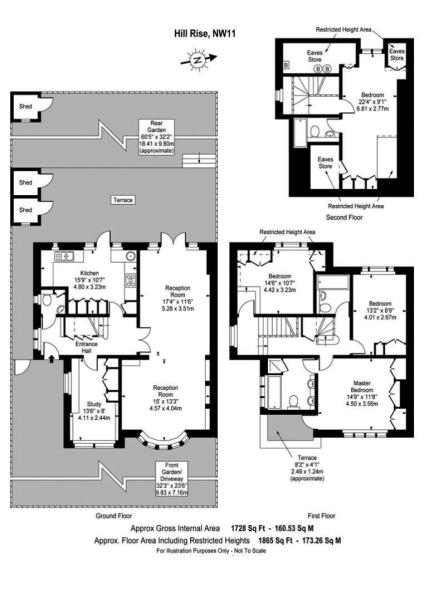 Hill Rise, NW11
N
Restricted Height Area
Eaves
Store
Eaves
Store
Bedroom
22'4" x 9'1"
6.81 x 2.77m
Eaves
Store
Restricted Height Area
Second Floor
Shed
Rear
Garden
60'5" x 32'2"
18.41 x 9.80m
(approximate)
Shed
Shed
Terrace
Kitchen
15'9" x 10'7"
4.80 x 3.23m
Reception
Room
17'4" x 11'6"
5.28 x 3.51m
Entrance
Hall
Study
13'6" x 8'
4.11 x 2.44m
Reception
Room
15' x 13'3"
4.57 x 4.04m
Front
Garden/
Driveway
32'3" x 23'6"
9.83 x 7.16m
Ground Floor
Restricted Height Area
Bedroom
14'6" x 10'7"
4.42 x 3.23m
Bedroom
13'2" x 8'9"
4.01 x 2.67m
Master
Bedroom
14'9" x 11'8"
4.50 x 3.56m
Terrace
8'2" x 4'1"
2.49 x 1.24m
(approximate)
First Floor
Approx Gross Internal Area 1728 Sq Ft - 160.53 Sq M
Approx. Floor Area Including Restricted Heights 1865 Sq Ft - 173.26 Sq M
For Illustration Purposes Only - Not To Scale